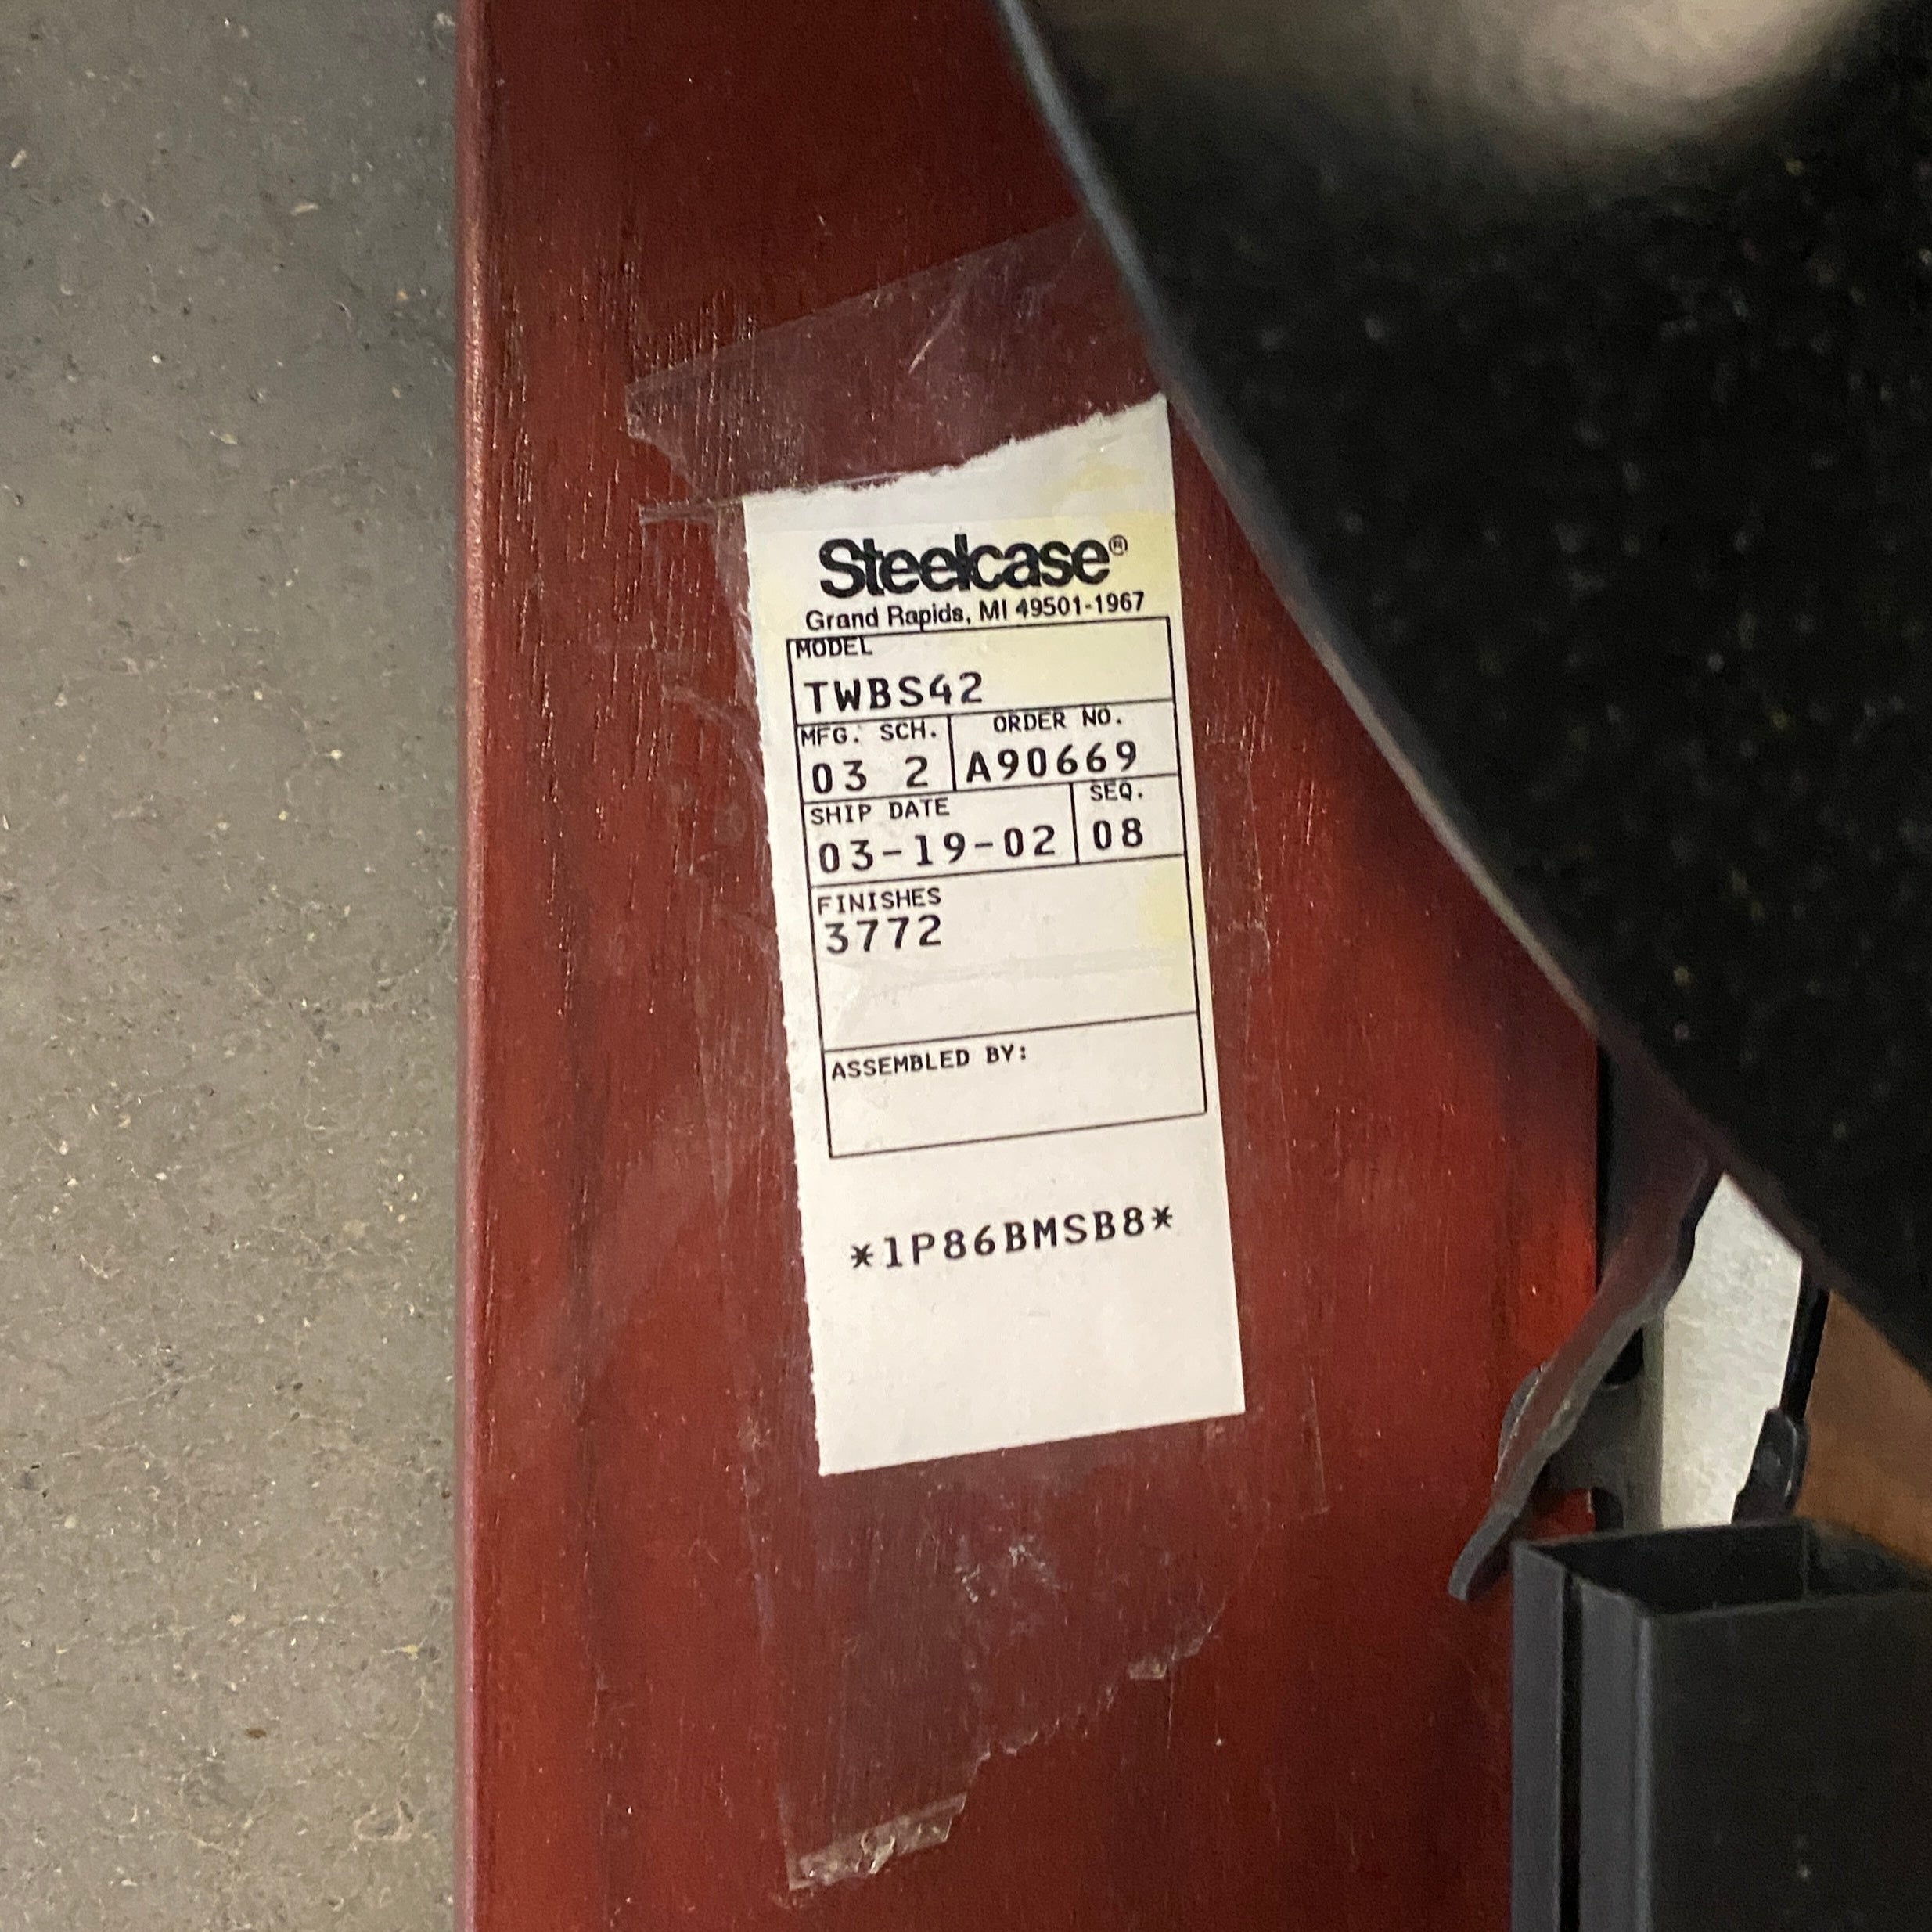 Steelcase®
Grand Rapids, MI 49501-1967
MODEL
TWBS42
MFG. SCH. ORDER NO.
03 2 A90669
SHIP DATE SEQ.
03-19-02 08
FINISHES
3772
ASSEMBLED BY:
*1P86BMSB8*